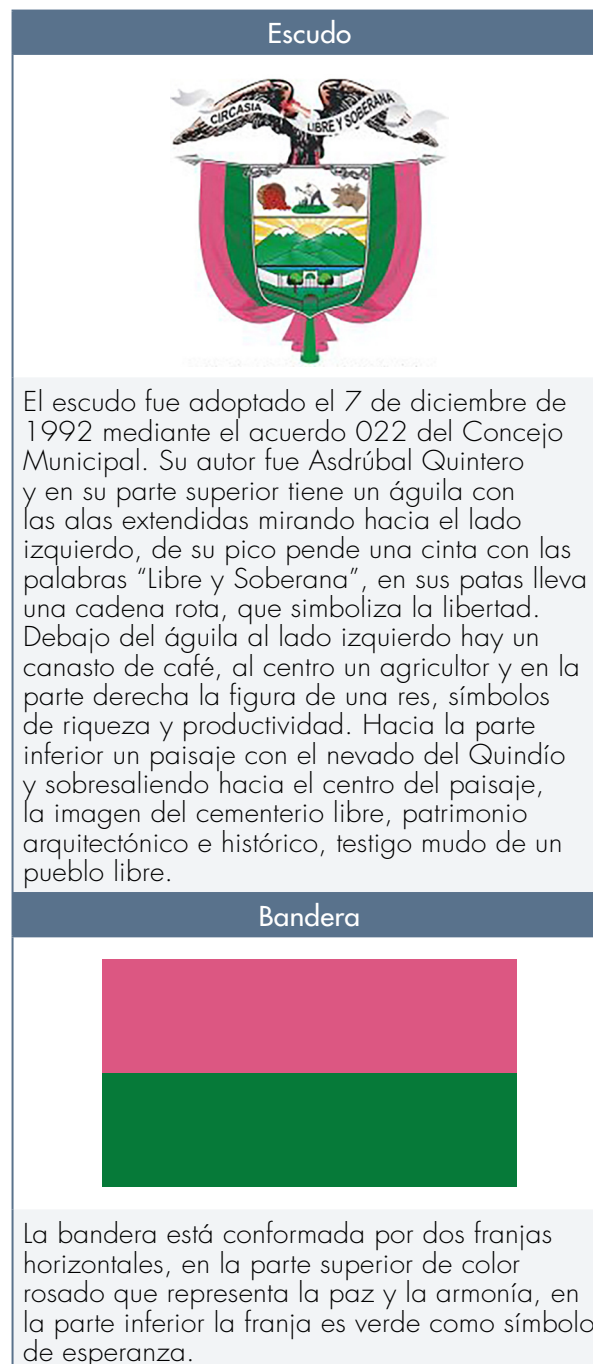 Escudo
CIRCASIA LIBRE Y SOBERANA
El escudo fue adoptado el 7 de diciembre de
1992 mediante el acuerdo 022 del Concejo
Municipal. Su autor fue Asdrúbal Quintero
y en su parte superior tiene un águila con
las alas extendidas mirando hacia el lado
izquierdo, de su pico pende una cinta con las
palabras “Libre y Soberana”, en sus patas lleva
una cadena rota, que simboliza la libertad.
Debajo del águila al lado izquierdo hay un
canasto de café, al centro un agricultor y en la
parte derecha la figura de una res, símbolos
de riqueza y productividad. Hacia la parte
inferior un paisaje con el nevado del Quindío
y sobresaliendo hacia el centro del paisaje,
la imagen del cementerio libre, patrimonio
arquitectónico e histórico, testigo mudo de un
pueblo libre.
Bandera
La bandera está conformada por dos franjas
horizontales, en la parte superior de color
rosado que representa la paz y la armonía, en
la parte inferior la franja es verde como símbolo
de esperanza.